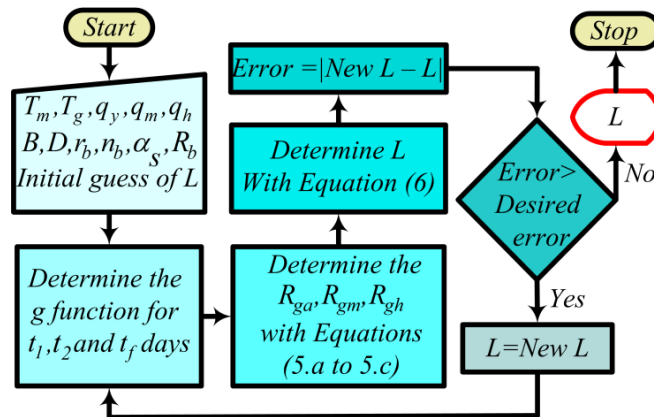 Start
T_m, T_g, q_y, q_m, q_h
B, D, r_b, n_b, α_s, R_b
Initial guess of L
Determine the
g function for
t_1, t_2 and t_f days
Determine the
R_ga, R_gm, R_gh
with Equations
(5.a to 5.c)
Determine L
With Equation (6)
Error =|New L – L|
Error>
Desired
error
Yes
L=New L
No
L
Stop